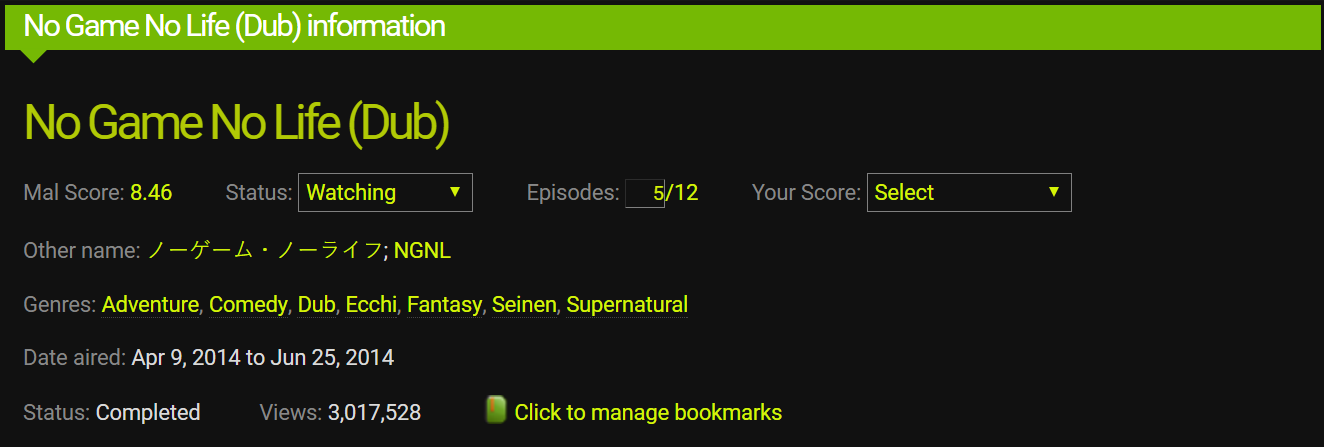 No Game No Life (Dub) information
No Game No Life (Dub)
Mal Score: 8.46 Status: Watching Episodes: 5/12 Your Score: Select
Other name: ノーゲーム・ノーライフ; NGNL
Genres: Adventure, Comedy, Dub, Ecchi, Fantasy, Seinen, Supernatural
Date aired: Apr 9, 2014 to Jun 25, 2014
Status: Completed Views: 3,017,528 Click to manage bookmarks